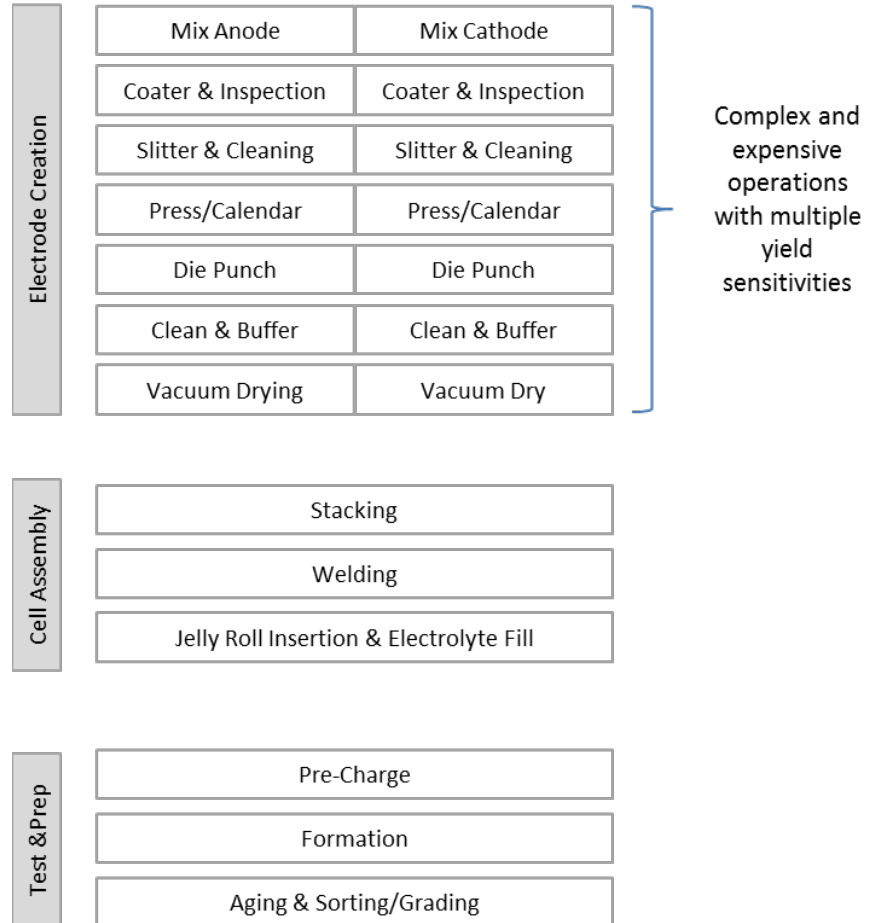 Electrode Creation
Mix Anode
Mix Cathode
Coater & Inspection
Coater & Inspection
Slitter & Cleaning
Slitter & Cleaning
Press/Calendar
Press/Calendar
Die Punch
Die Punch
Clean & Buffer
Clean & Buffer
Vacuum Drying
Vacuum Dry
Complex and
expensive
operations
with multiple
yield
sensitivities
Cell Assembly
Stacking
Welding
Jelly Roll Insertion & Electrolyte Fill
Test &Prep
Pre-Charge
Formation
Aging & Sorting/Grading